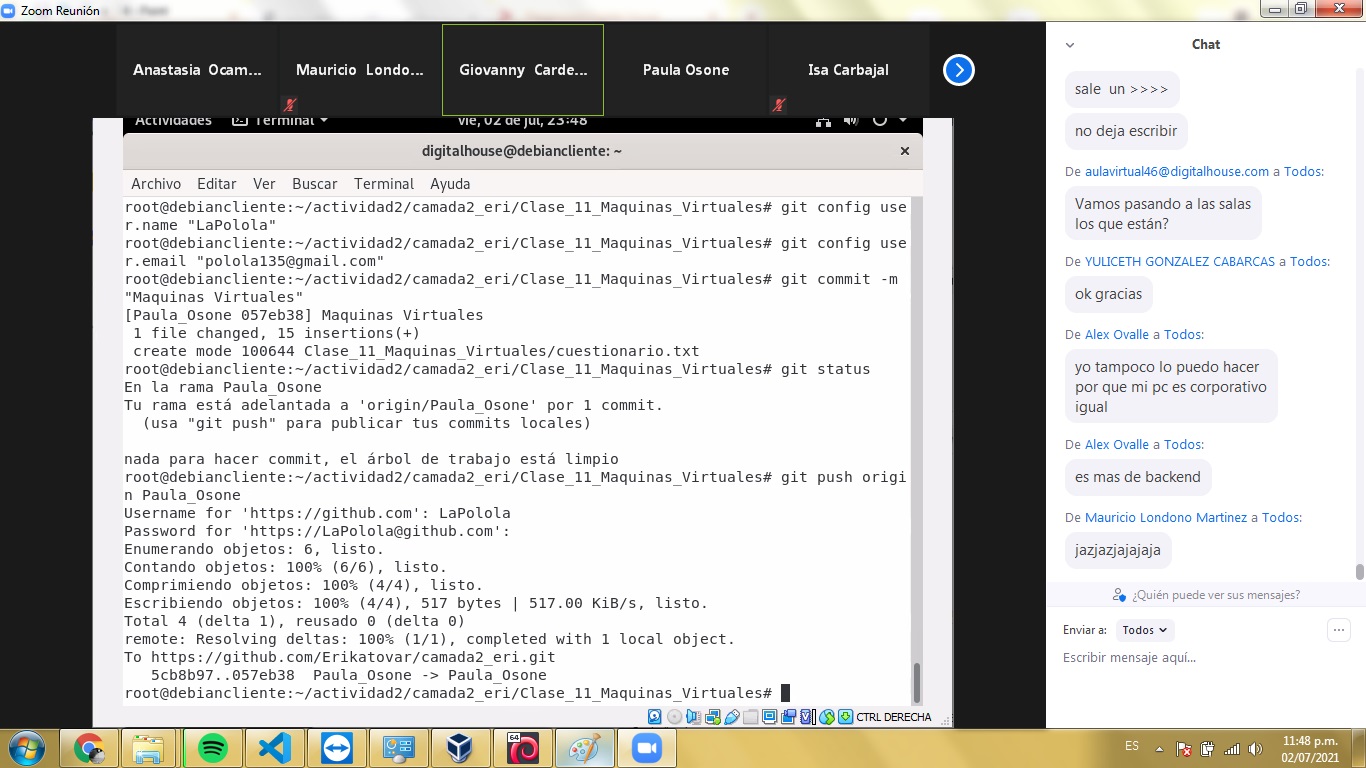 Zoom Reunión
Anastasia Ocam...
Mauricio Londo...
Giovanny Carde...
Paula Osone
Isa Carbajal
Actividades
Terminal
vie, 02 de jul, 23:48
digitalhouse@debiancliente: ~
Archivo Editar Ver Buscar Terminal Ayuda
root@debiancliente:~/actividad2/camada2_eri/Clase_11_Maquinas_Virtuales# git config use
r.name "LaPolola"
root@debiancliente:~/actividad2/camada2_eri/Clase_11_Maquinas_Virtuales# git config use
r.email "polola135@gmail.com"
root@debiancliente:~/actividad2/camada2_eri/Clase_11_Maquinas_Virtuales# git commit -m
"Maquinas Virtuales"
[Paula_Osone 057eb38] Maquinas Virtuales
1 file changed, 15 insertions(+)
create mode 100644 Clase_11_Maquinas_Virtuales/cuestionario.txt
root@debiancliente:~/actividad2/camada2_eri/Clase_11_Maquinas_Virtuales# git status
En la rama Paula_Osone
Tu rama está adelantada a 'origin/Paula_Osone' por 1 commit.
(usa "git push" para publicar tus commits locales)
nada para hacer commit, el árbol de trabajo está limpio
root@debiancliente:~/actividad2/camada2_eri/Clase_11_Maquinas_Virtuales# git push origi
n Paula_Osone
Username for 'https://github.com': LaPolola
Password for 'https://LaPolola@github.com':
Enumerando objetos: 6, listo.
Contando objetos: 100% (6/6), listo.
Comprimiendo objetos: 100% (4/4), listo.
Escribiendo objetos: 100% (4/4), 517 bytes | 517.00 KiB/s, listo.
Total 4 (delta 1), reusado 0 (delta 0)
remote: Resolving deltas: 100% (1/1), completed with 1 local object.
To https://github.com/Erikatovar/camada2_eri.git
5cb8b97..057eb38 Paula_Osone -> Paula_Osone
root@debiancliente:~/actividad2/camada2_eri/Clase_11_Maquinas_Virtuales#
CTRL DERECHA
Chat
sale un >>>>
no deja escribir
De aulavirtual46@digitalhouse.com a Todos:
Vamos pasando a las salas
los que están?
De YULICETH GONZALEZ CABARCAS a Todos:
ok gracias
De Alex Ovalle a Todos:
yo tampoco lo puedo hacer
por que mi pc es corporativo
igual
De Alex Ovalle a Todos:
es mas de backend
De Mauricio Londono Martinez a Todos:
jazjazjajajaja
¿Quién puede ver sus mensajes?
Enviar a: Todos
Escribir mensaje aquí...
64
ES
11:48 p.m.
02/07/2021